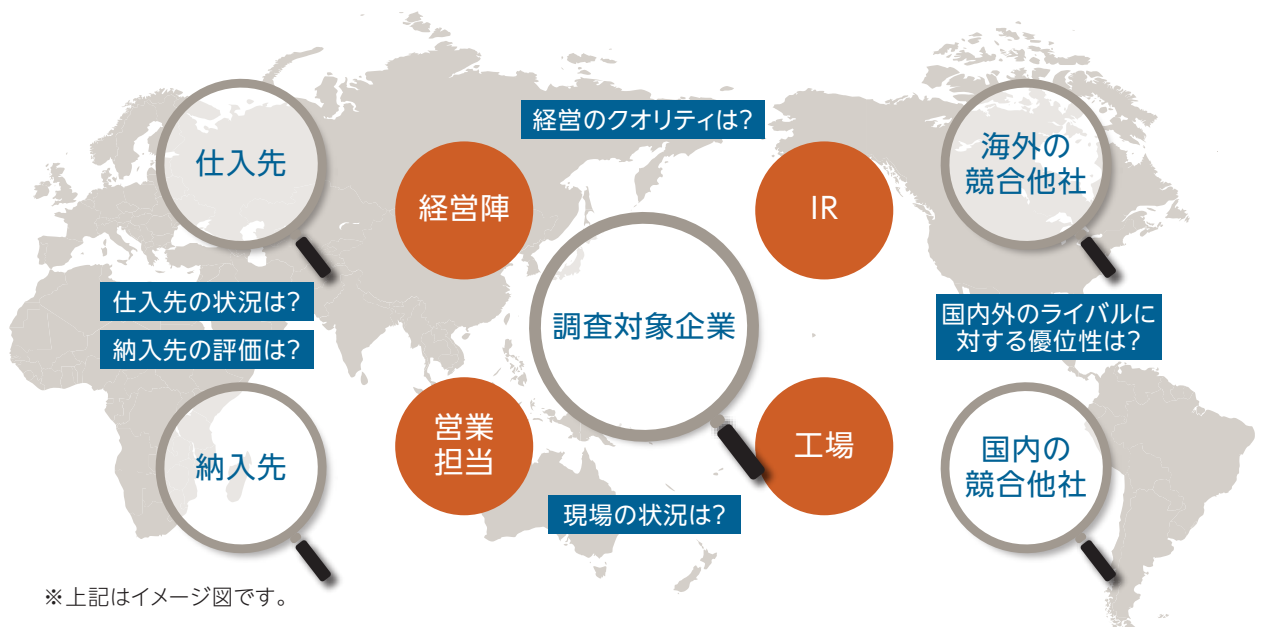 経営のクオリティは?
仕入先
経営陣
IR
海外の
競合他社
調査対象企業
仕入先の状況は?
納入先の評価は?
国内外のライバルに
対する優位性は?
納入先
営業
担当
工場
国内の
競合他社
現場の状況は?
※上記はイメージ図です。